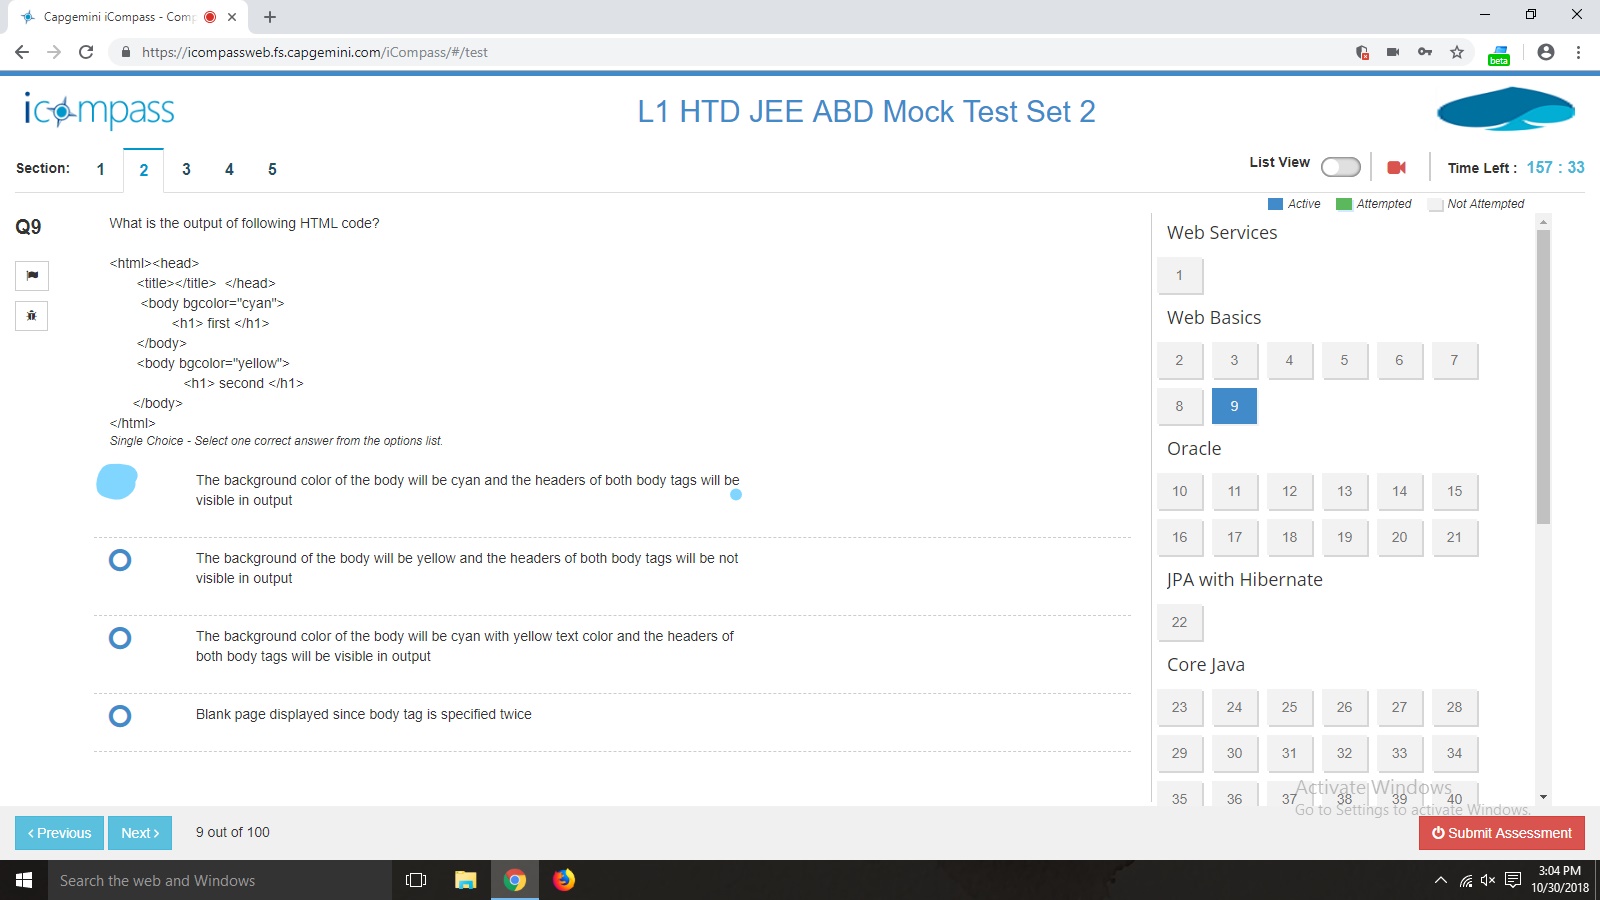 Capgemini iCompass - Comp
https://icompassweb.fs.capgemini.com/iCompass/#/test
beta
icompass
L1 HTD JEE ABD Mock Test Set 2
Section: 1 2 3 4 5
List View
Time Left : 157 : 33
Active Attempted Not Attempted
Q9
What is the output of following HTML code?
<html><head>
<title></title> </head>
<body bgcolor="cyan">
<h1> first </h1>
</body>
<body bgcolor="yellow">
<h1> second </h1>
</body>
</html>
Single Choice - Select one correct answer from the options list.
The background color of the body will be cyan and the headers of both body tags will be
visible in output
The background of the body will be yellow and the headers of both body tags will be not
visible in output
The background color of the body will be cyan with yellow text color and the headers of
both body tags will be visible in output
Blank page displayed since body tag is specified twice
Web Services
1
Web Basics
2 3 4 5 6 7
8 9
Oracle
10 11 12 13 14 15
16 17 18 19 20 21
JPA with Hibernate
22
Core Java
23 24 25 26 27 28
29 30 31 32 33 34
35 36 37 38 39 40
Activate Windows
Go to Settings to activate Windows.
‹ Previous
Next ›
9 out of 100
Submit Assessment
Search the web and Windows
3:04 PM
10/30/2018